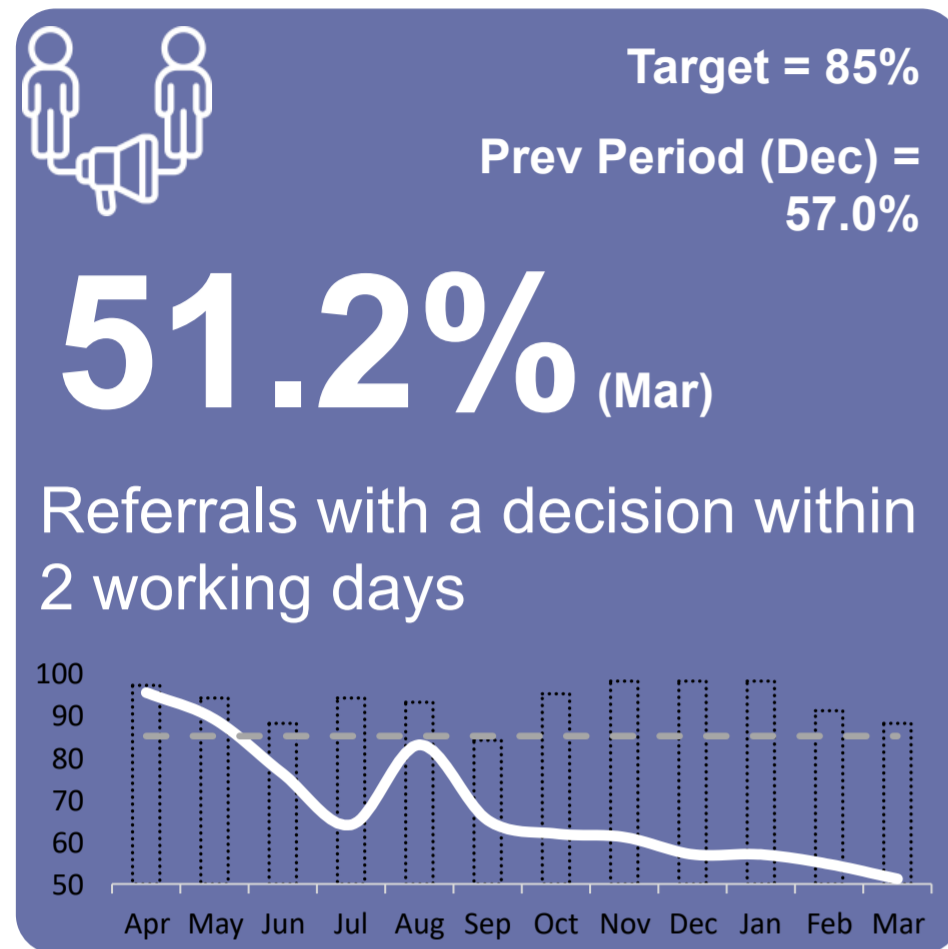 Target = 85%
Prev Period (Dec) =
57.0%
51.2% (Mar)
Referrals with a decision within
2 working days
100
90
80
70
60
50
Apr May Jun Jul Aug Sep Oct Nov Dec Jan Feb Mar